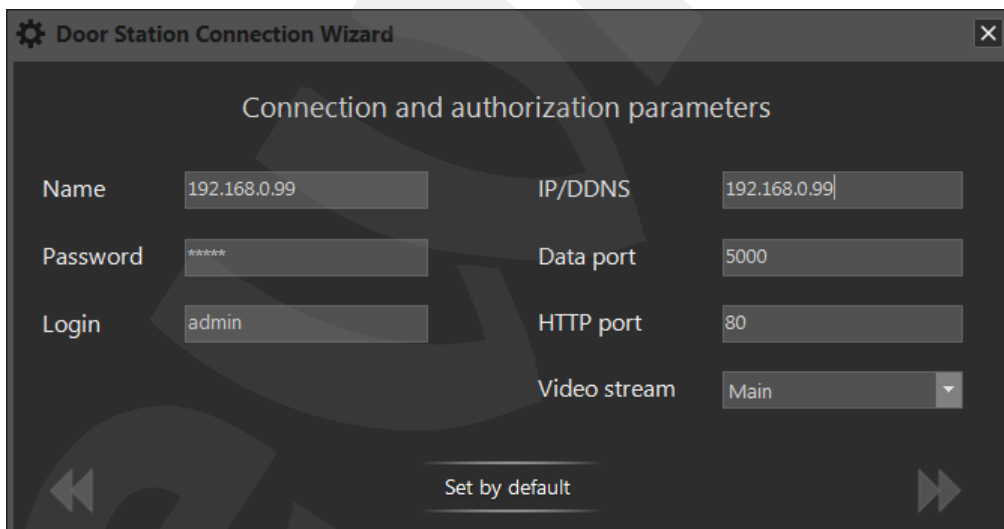 Door Station Connection Wizard
Connection and authorization parameters
Name 192.168.0.99 IP/DDNS 192.168.0.99
Password ***** Data port 5000
Login admin HTTP port 80
Video stream Main
Set by default